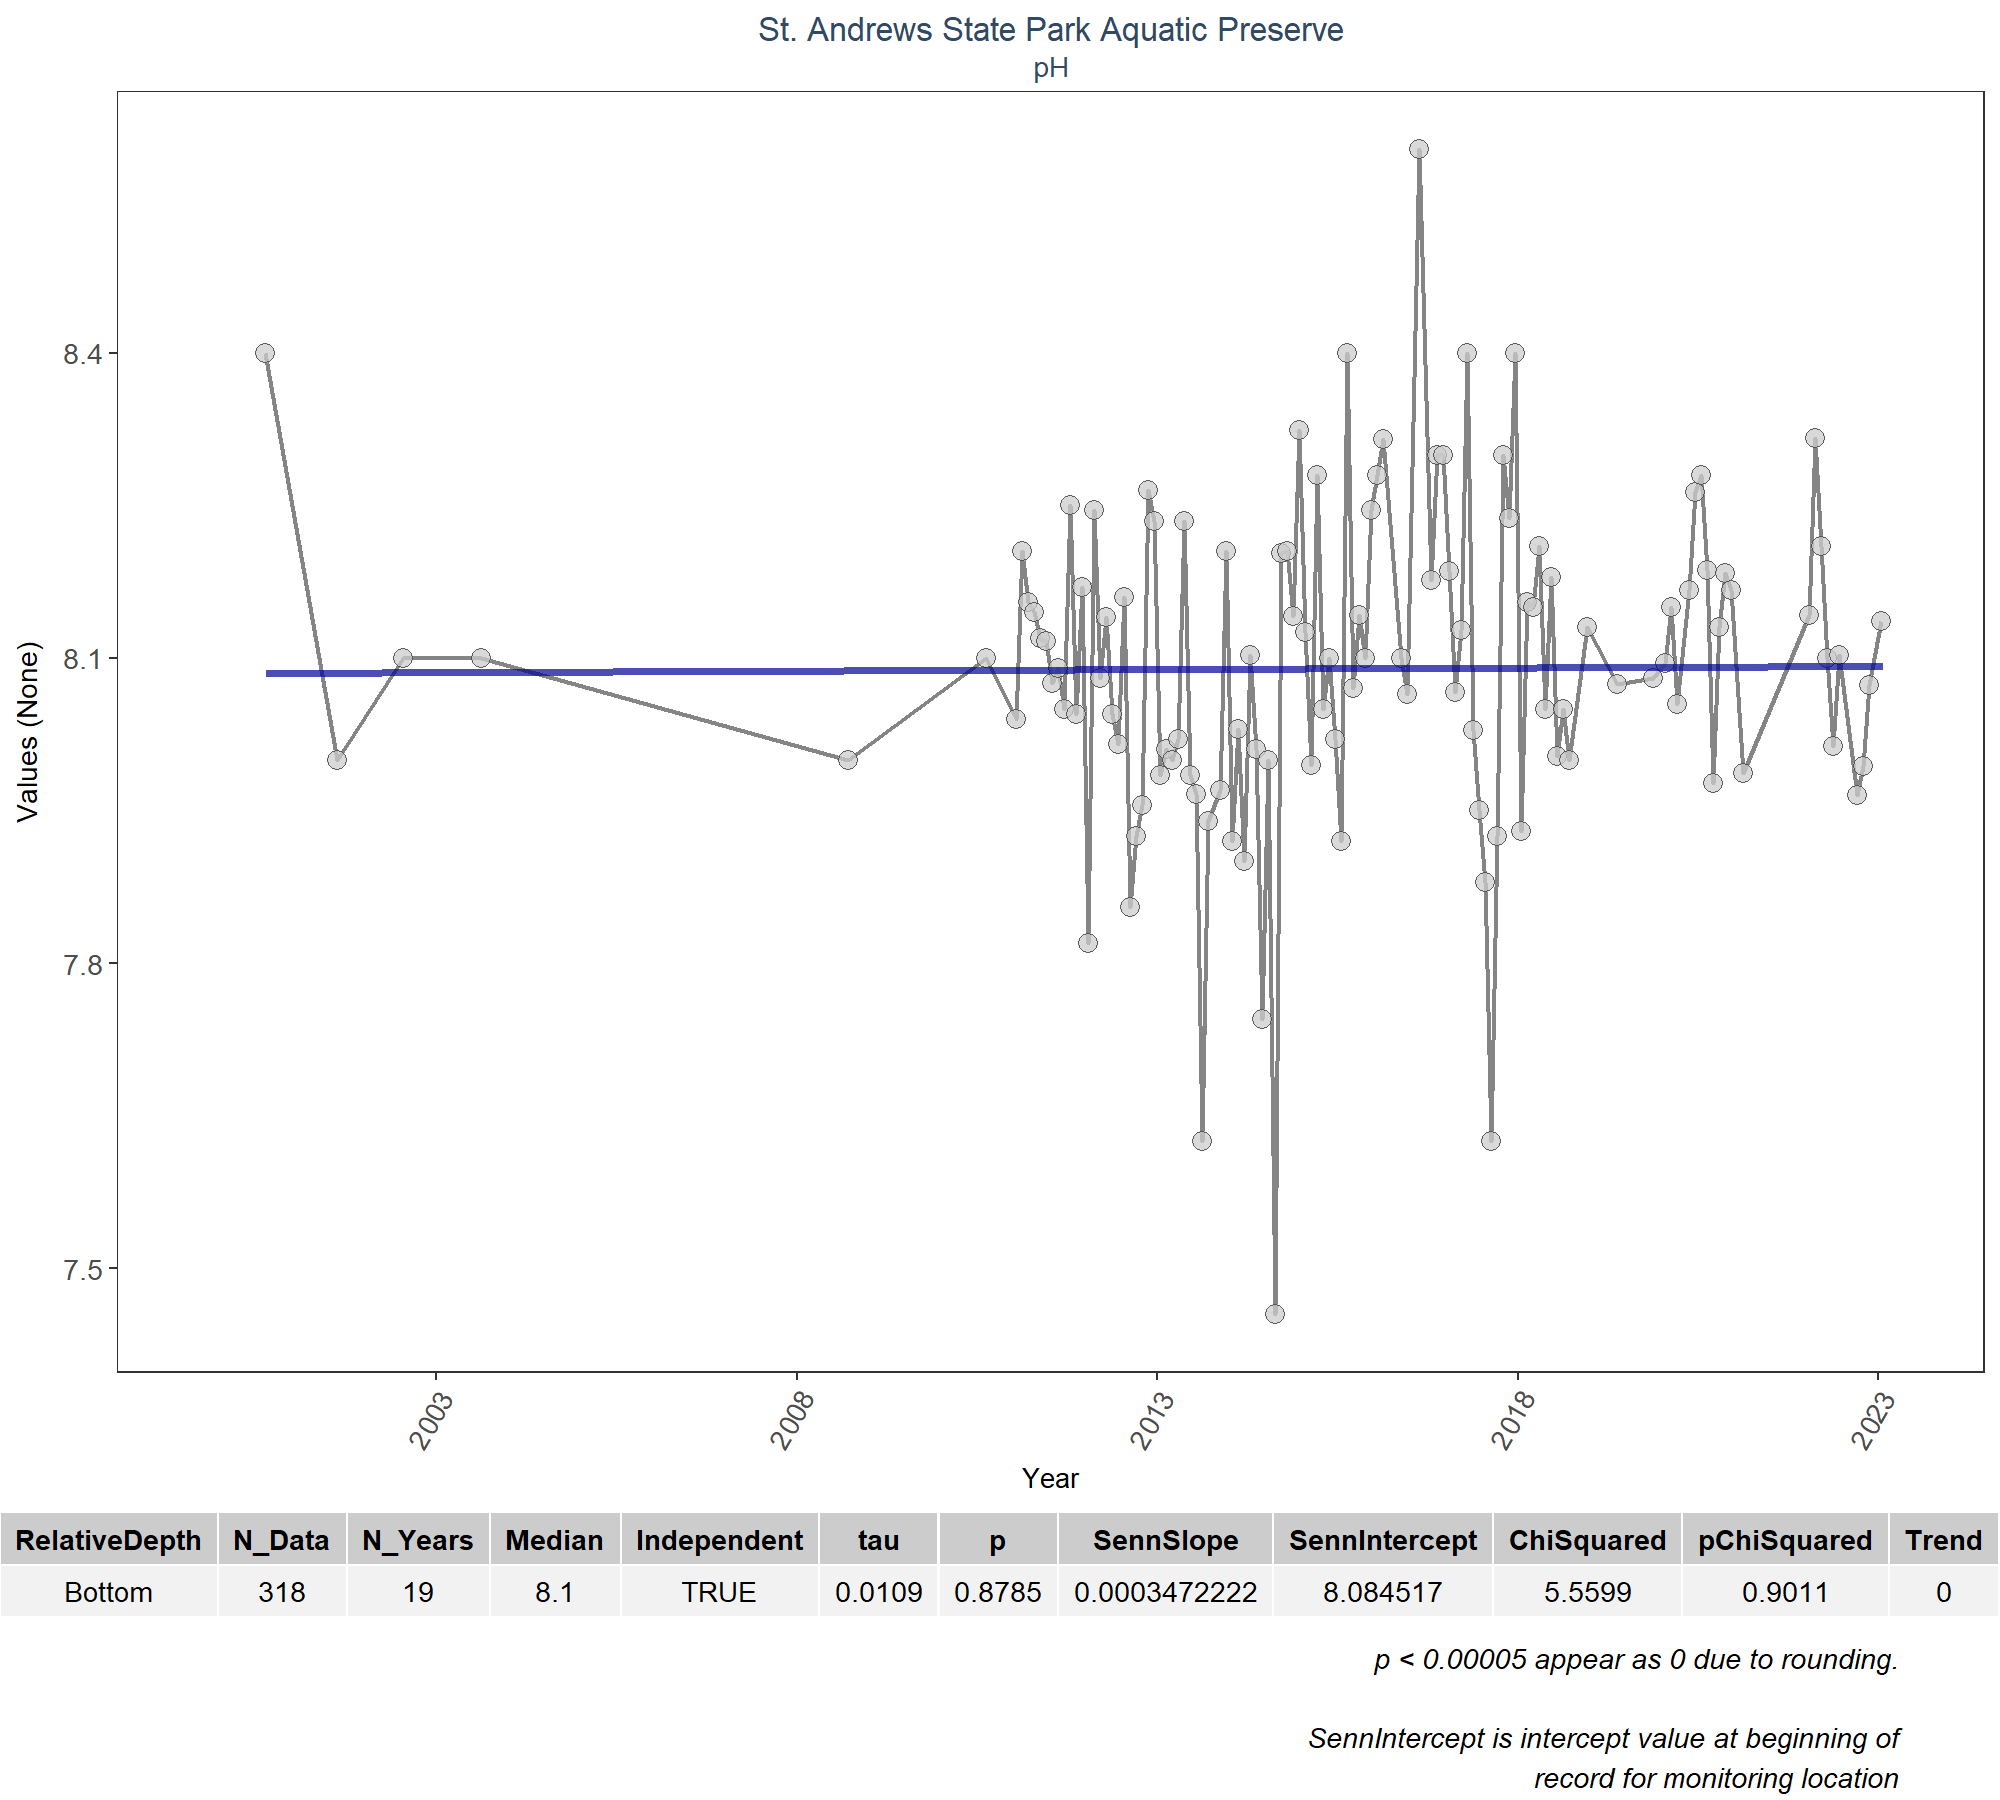 St. Andrews State Park Aquatic Preserve
pH
Values (None)
8.4
8.1
7.8
7.5
2003
2008
2013
2018
2023
Year
RelativeDepth N_Data N_Years Median Independent tau p SennSlope SennIntercept ChiSquared pChiSquared Trend
Bottom 318 19 8.1 TRUE 0.0109 0.8785 0.0003472222 8.084517 5.5599 0.9011 0
p < 0.00005 appear as 0 due to rounding.
SennIntercept is intercept value at beginning of
record for monitoring location